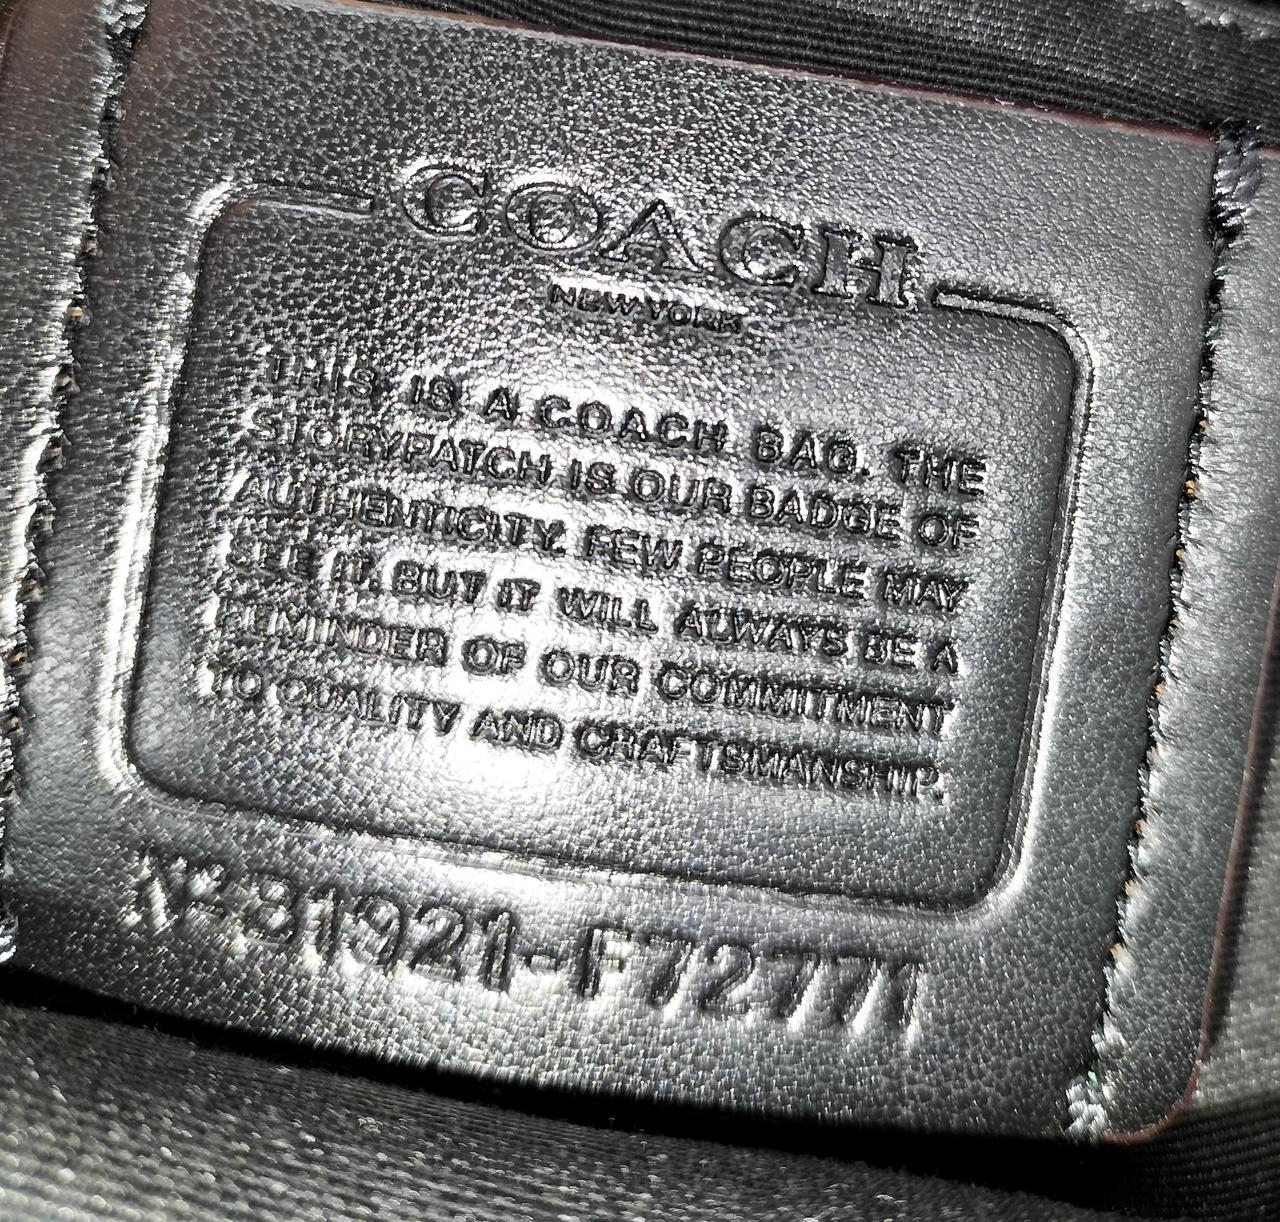 COACH
NEW YORK
THIS IS A COACH BAG. THE
STORYPATCH IS OUR BADGE OF
AUTHENTICITY. FEW PEOPLE MAY
SEE IT. BUT IT WILL ALWAYS BE A
REMINDER OF OUR COMMITMENT
TO QUALITY AND CRAFTSMANSHIP.
F72771